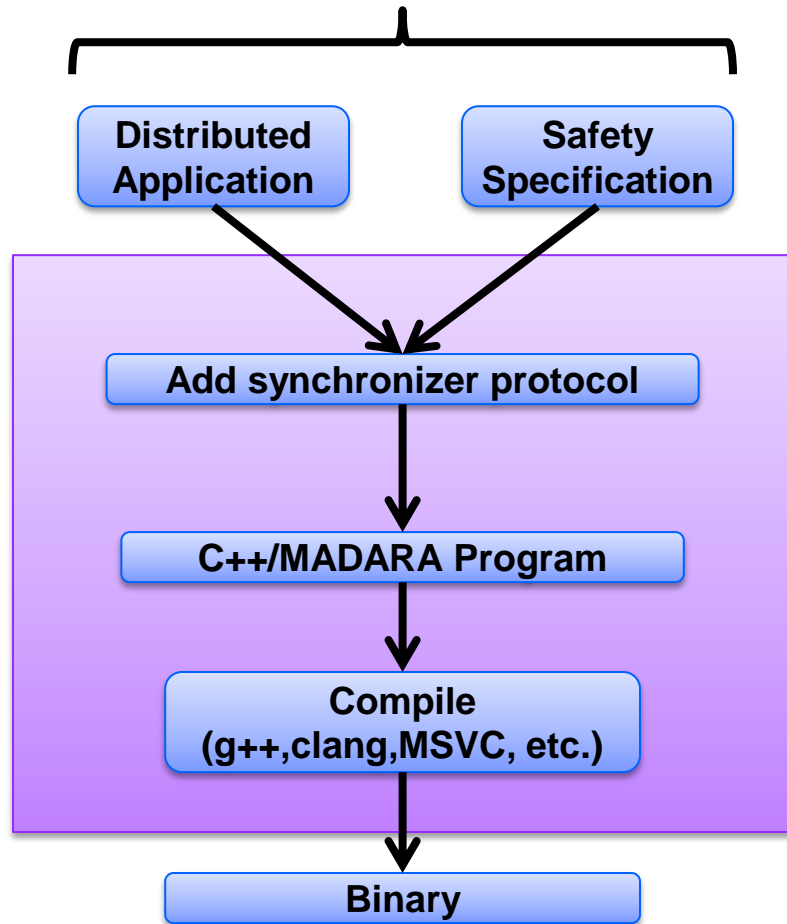 Distributed
Application
Safety
Specification
Add synchronizer protocol
C++/MADARA Program
Compile
(g++,clang,MSVC, etc.)
Binary